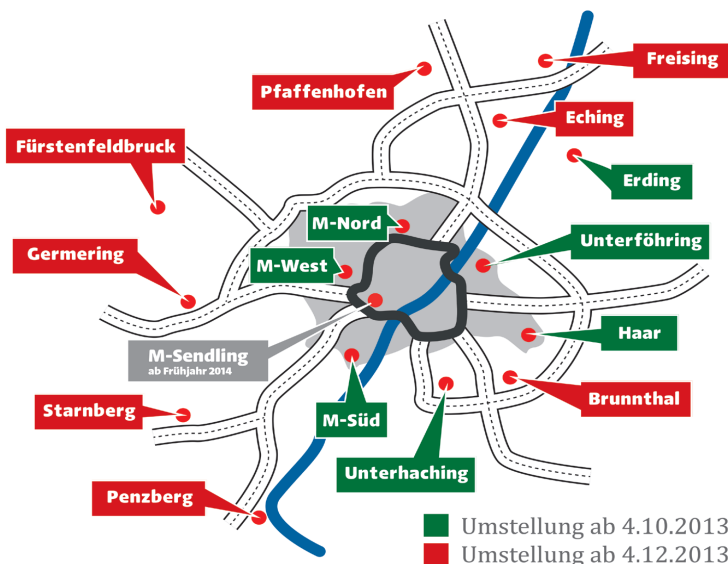 Freising
Pfaffenhofen
Eching
Fürstenfeldbruck
Erding
M-Nord
Unterföhring
Germering
M-West
Haar
M-Sendling
ab Frühjahr 2014
Brunnthal
Starnberg
M-Süd
Unterhaching
Penzberg
Umstellung ab 4.10.2013
Umstellung ab 4.12.2013